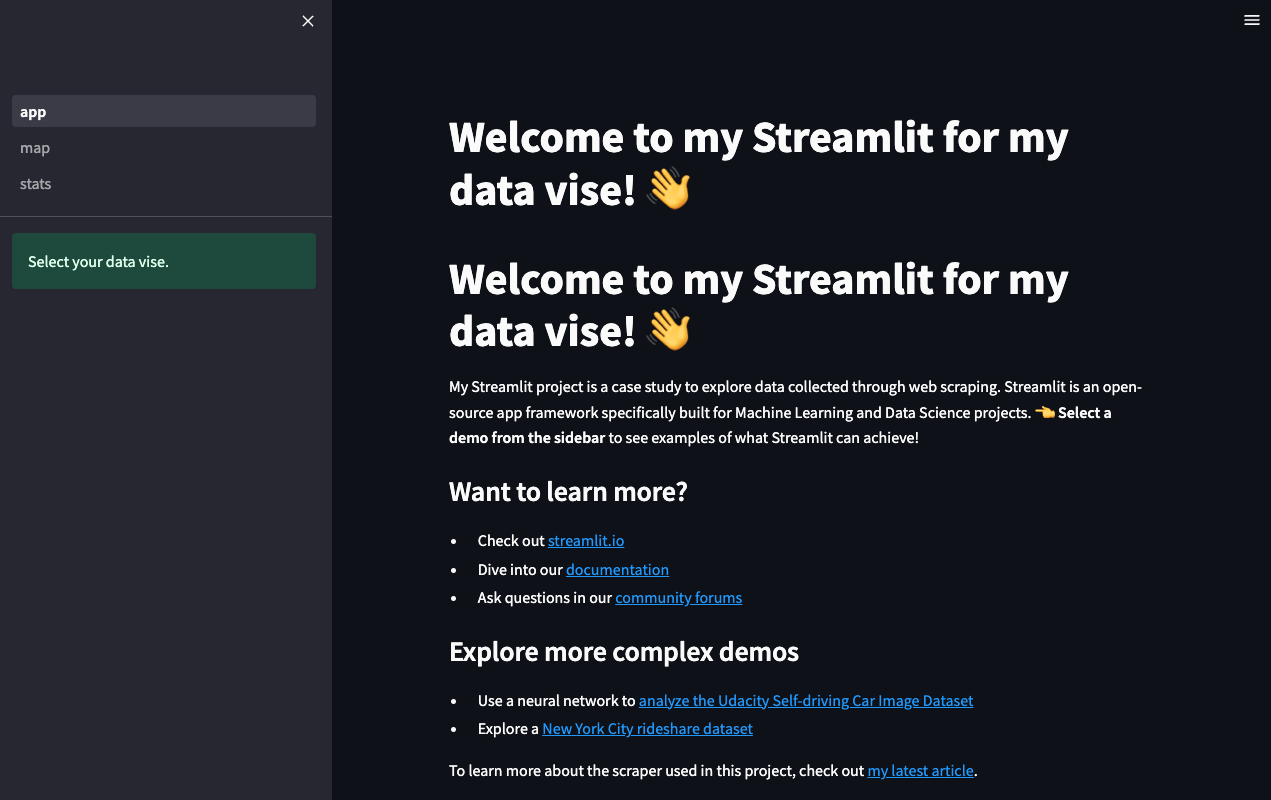 app
map
stats
Select your data vise.
Welcome to my Streamlit for my
data vise! 👋
Welcome to my Streamlit for my
data vise! 👋
My Streamlit project is a case study to explore data collected through web scraping. Streamlit is an open-
source app framework specifically built for Machine Learning and Data Science projects. 👈 Select a
demo from the sidebar to see examples of what Streamlit can achieve!
Want to learn more?
• Check out streamlit.io
• Dive into our documentation
• Ask questions in our community forums
Explore more complex demos
• Use a neural network to analyze the Udacity Self-driving Car Image Dataset
• Explore a New York City rideshare dataset
To learn more about the scraper used in this project, check out my latest article.